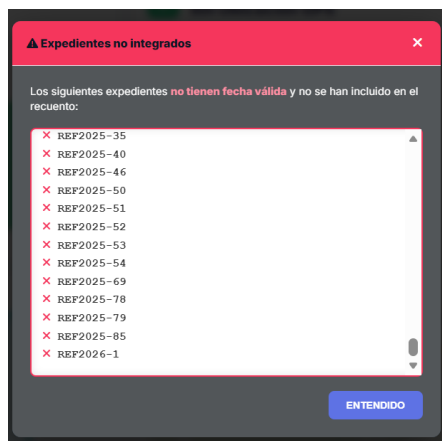 Expedientes no integrados
Los siguientes expedientes no tienen fecha válida y no se han incluido en el
recuento:
REF2025-35
REF2025-40
REF2025-46
REF2025-50
REF2025-51
REF2025-52
REF2025-53
REF2025-54
REF2025-69
REF2025-78
REF2025-79
REF2025-85
REF2026-1
ENTENDIDO